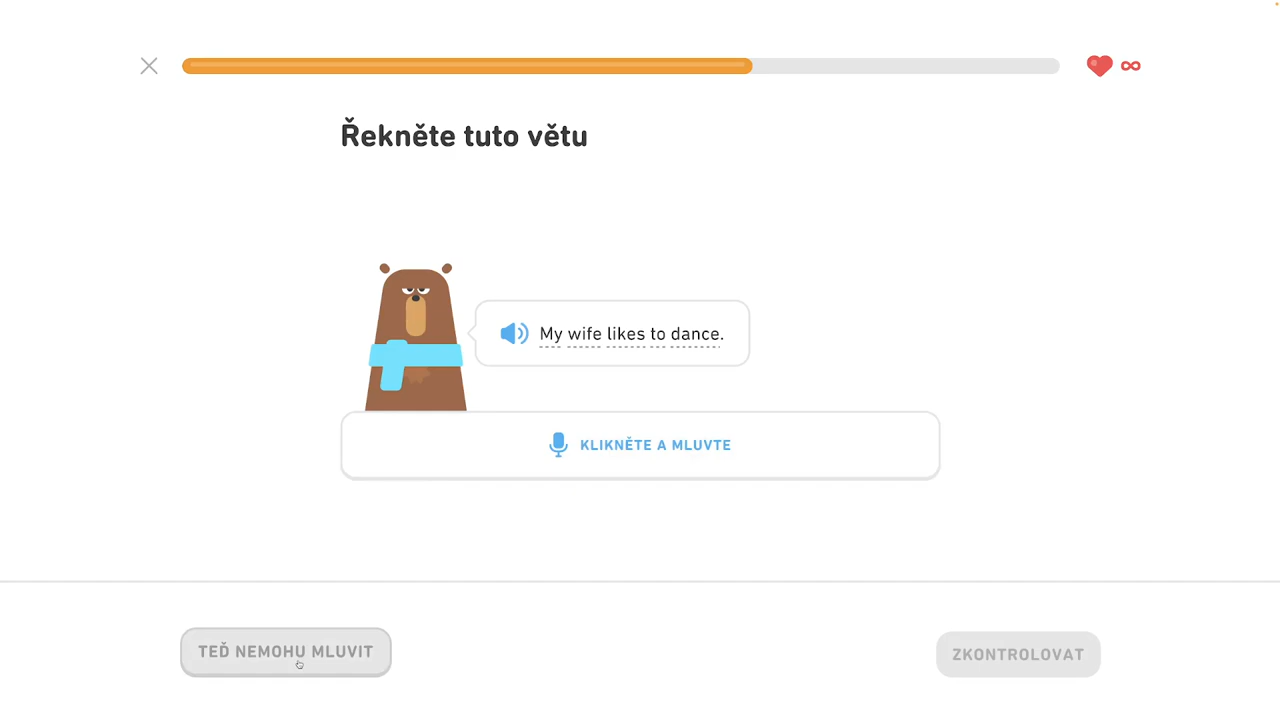 Řekněte tuto větu
My wife likes to dance.
KLIKNĚTE A MLUVTE
TEĎ NEMOHU MLUVIT
ZKONTROLOVAT